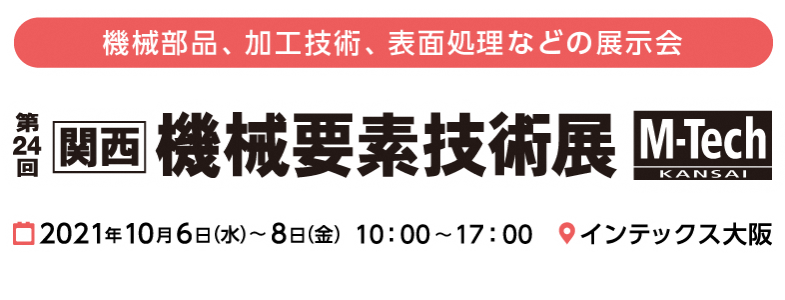 機械部品、加工技術、表面処理などの展示会
第24回 関西 機械要素技術展 M-Tech KANSAI
2021年10月6日(水)～8日(金) 10：00～17：00 インテックス大阪